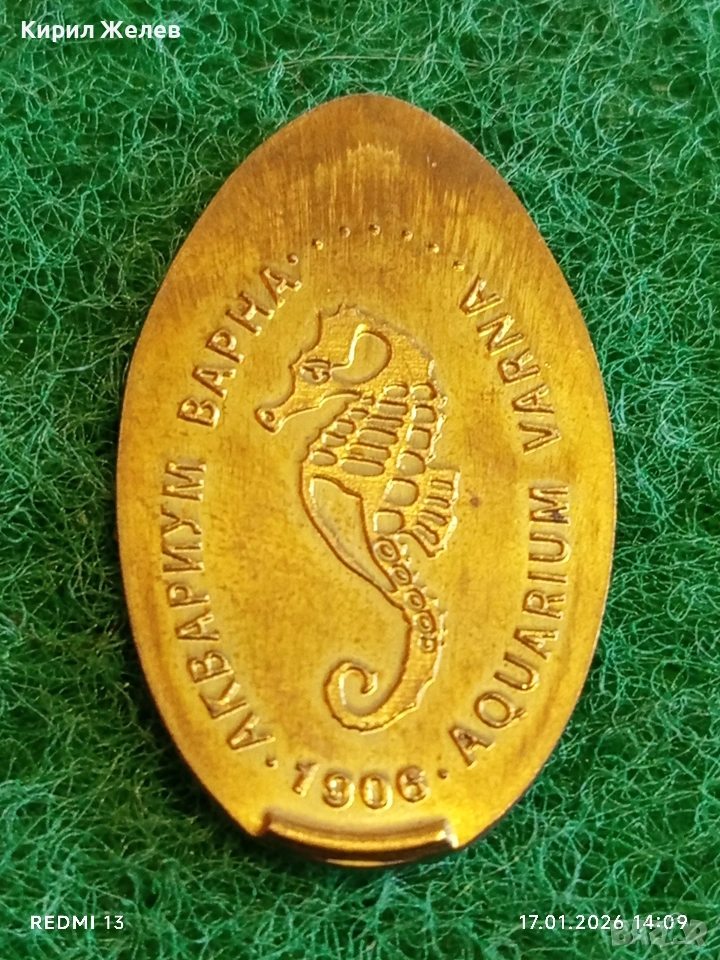 Кирил Желев
·АКВАРИУМ ВАРНА········
AQUARIUM VARNA
·1906·
REDMI 13
17.01.2026 14:09